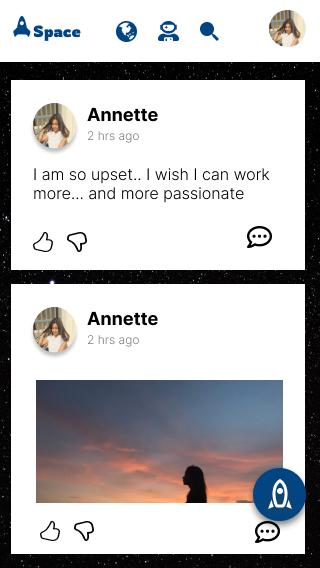 Space
Annette
2 hrs ago
I am so upset.. I wish I can work
more... and more passionate
Annette
2 hrs ago